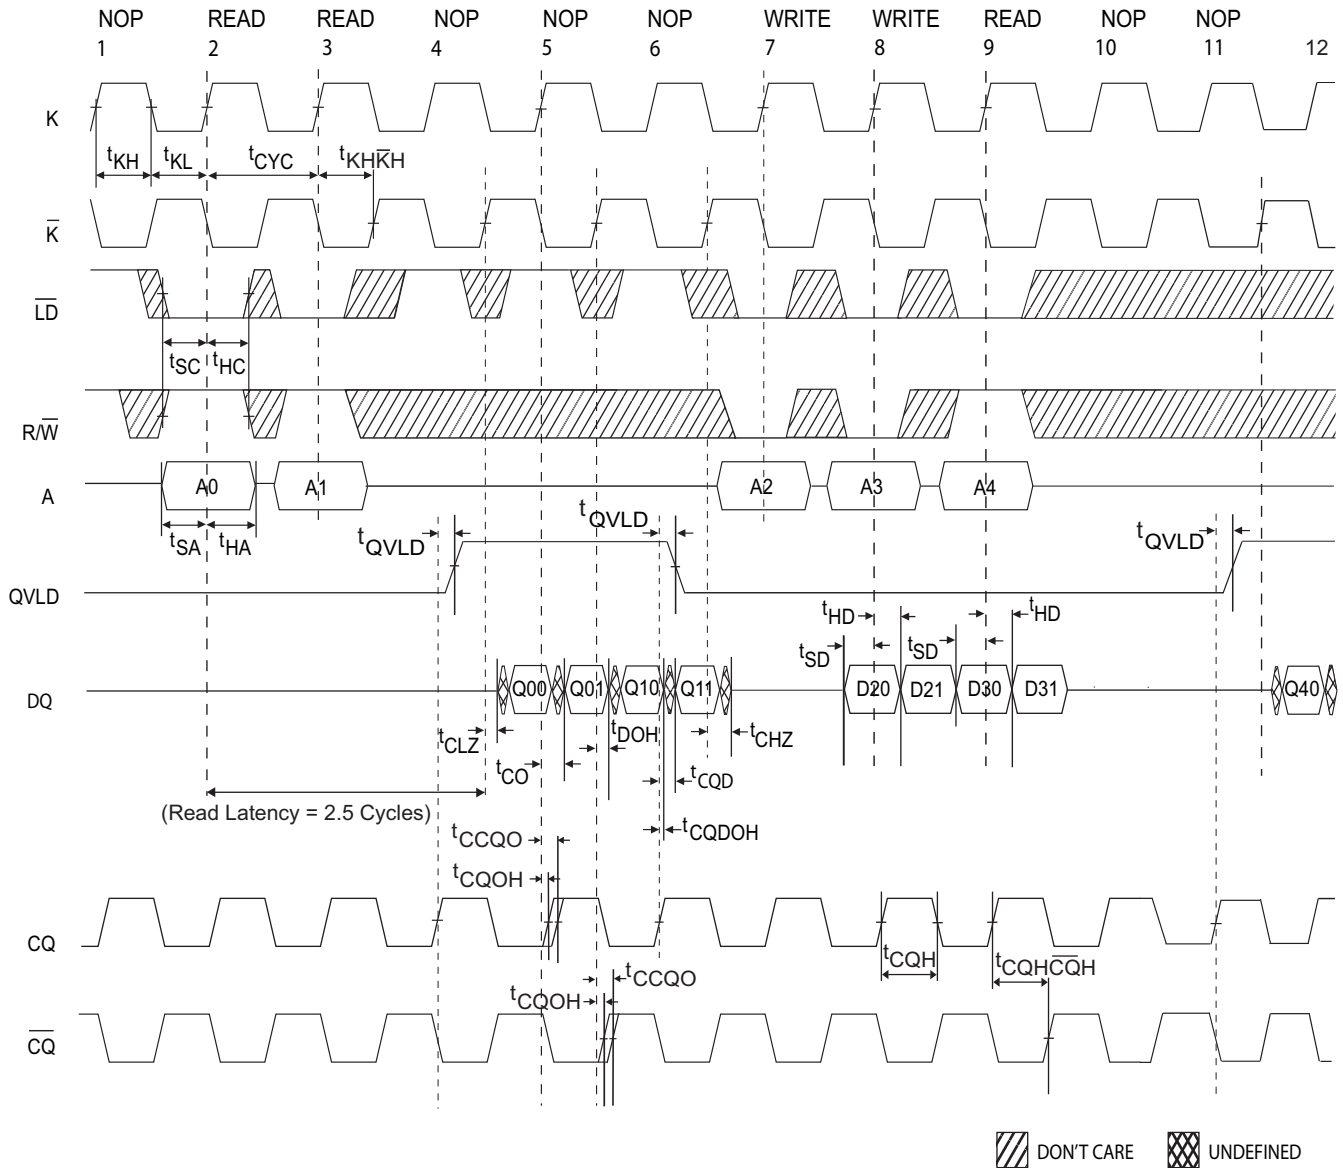 NOP READ READ NOP NOP NOP WRITE WRITE READ NOP NOP
1 2 3 4 5 6 7 8 9 10 11 12
K
tKH tKL tCYC tKHK̅H
K̅
L̅D̅
tSC tHC
R/W̅
A A0 A1 A2 A3 A4
tSA tHA tQVLD tQVLD tQVLD
QVLD
tHD tHD
tSD tSD
DQ Q00 Q01 Q10 Q11 D20 D21 D30 D31 Q40
tCLZ tDOH tCHZ
tCO tCQD
(Read Latency = 2.5 Cycles)
tCQDOH
tCCQO
tCQOH
CQ
tCQH tCQHC̅Q̅H
tCCQO
tCQOH
C̅Q̅
DON'T CARE UNDEFINED